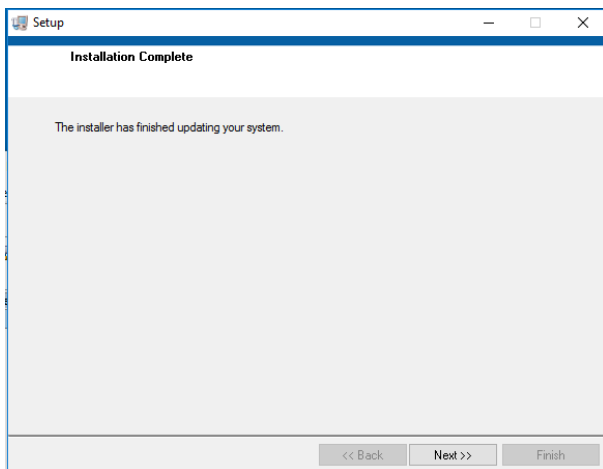 Setup
Installation Complete
The installer has finished updating your system.
<< Back
Next >>
Finish